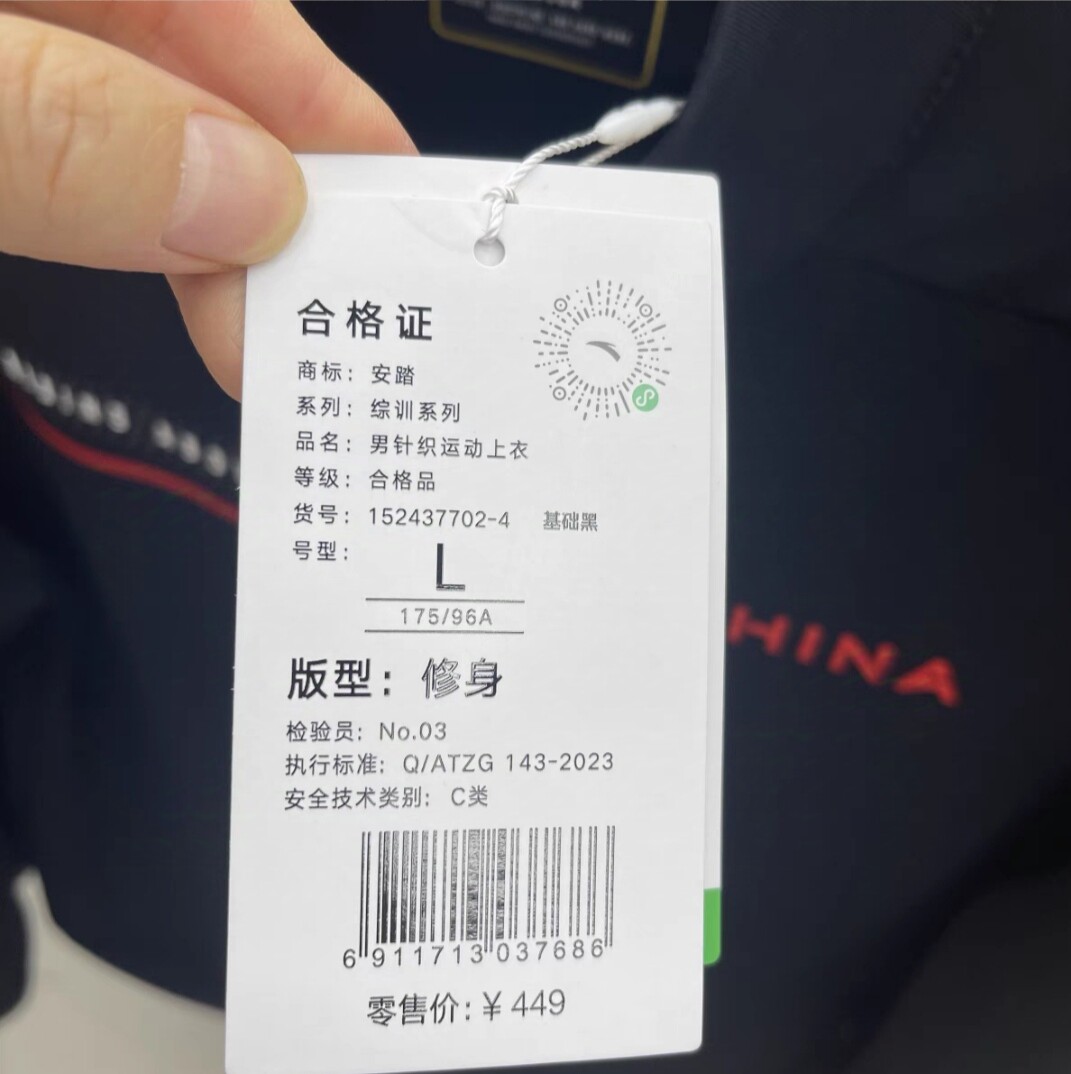 合格证
商标：安踏
系列：综训系列
品名：男针织运动上衣
等级：合格品
货号：152437702-4 基础黑
号型：
L
175/96A
版型：修身
检验员：No.03
执行标准：Q/ATZG 143-2023
安全技术类别：C类
6 911713 037686
零售价：¥449
HINA